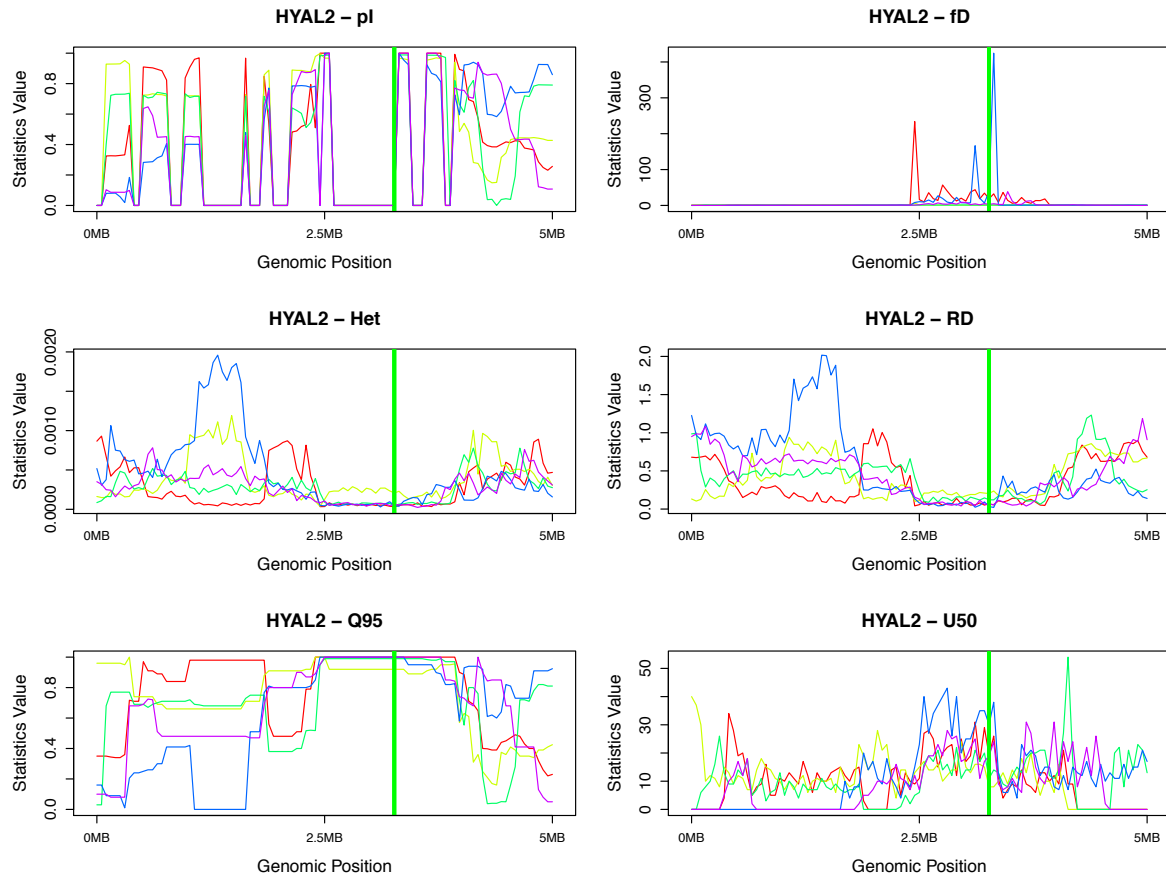 HYAL2 − pI
Statistics Value
0.0 0.4 0.8
0MB 2.5MB 5MB
Genomic Position
HYAL2 − fD
Statistics Value
0 100 300
0MB 2.5MB 5MB
Genomic Position
HYAL2 − Het
Statistics Value
0.0000 0.0010 0.0020
0MB 2.5MB 5MB
Genomic Position
HYAL2 − RD
Statistics Value
0.0 0.5 1.0 1.5 2.0
0MB 2.5MB 5MB
Genomic Position
HYAL2 − Q95
Statistics Value
0.0 0.4 0.8
0MB 2.5MB 5MB
Genomic Position
HYAL2 − U50
Statistics Value
0 10 30 50
0MB 2.5MB 5MB
Genomic Position